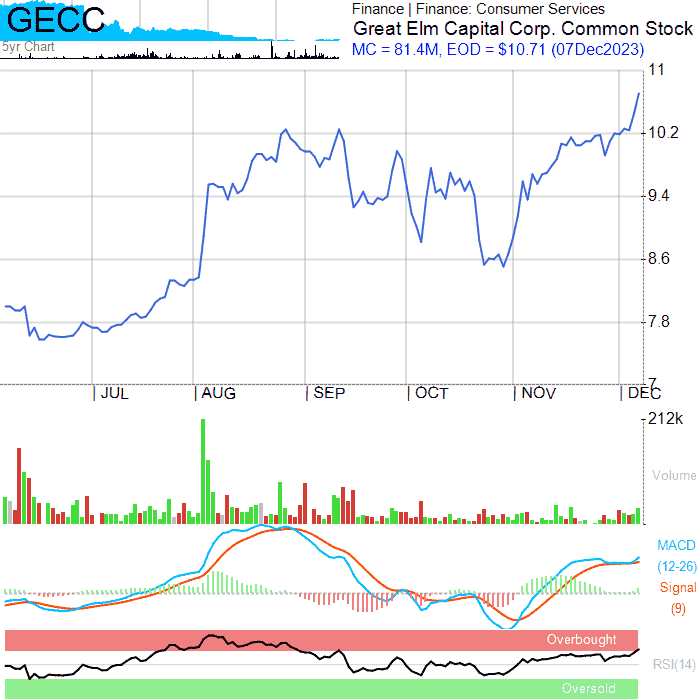 GECC
5yr Chart
Finance | Finance: Consumer Services
Great Elm Capital Corp. Common Stock
MC = 81.4M, EOD = $10.71 (07Dec2023)
11
10.2
9.4
8.6
7.8
7
JUL AUG SEP OCT NOV DEC
212k
Volume
MACD
(12-26)
Signal
(9)
Overbought
RSI(14)
Oversold